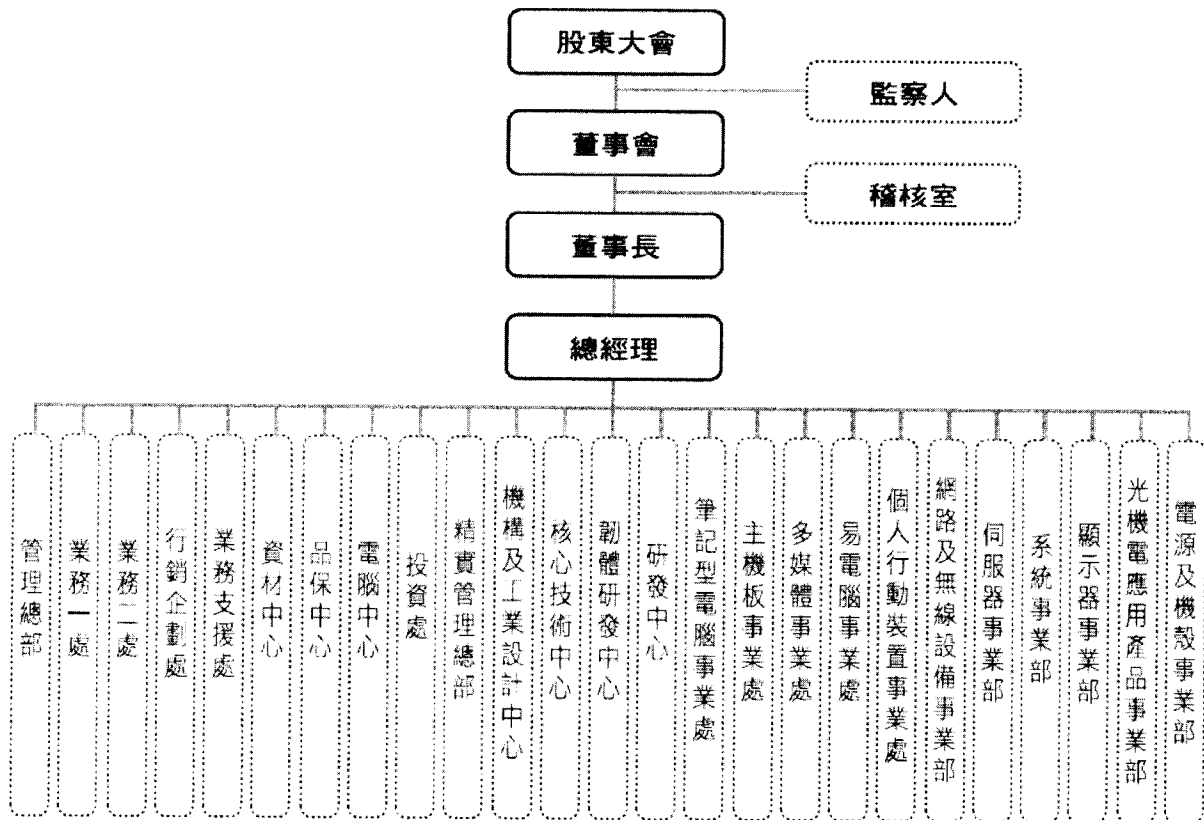 股東大會
監察人
董事會
稽核室
董事長
總經理
管理總部
業務一處
業務二處
行銷企劃處
業務支援處
資材中心
品保中心
電腦中心
投資處
精實管理總部
機構及工業設計中心
核心技術中心
韌體研發中心
研發中心
筆記型電腦事業處
主機板事業處
多媒體事業處
易電腦事業處
個人行動裝置事業處
網路及無線設備事業部
伺服器事業部
系統事業部
顯示器事業部
光機電應用產品事業部
電源及機殼事業部